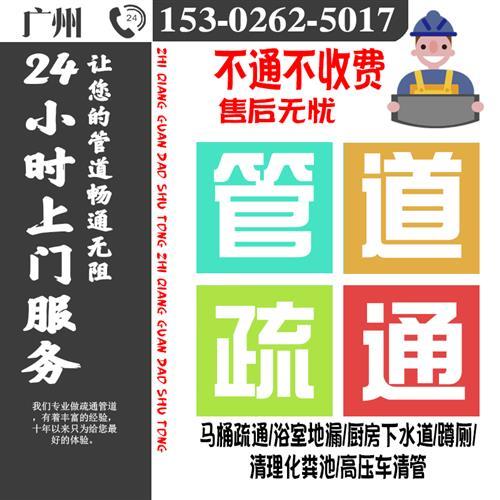 广州
24
153-0262-5017
24小时上门服务
让您的管道畅通无阻
我们专业做疏通管道
,有着丰富的经验,
十年以来只为给您最
好的体验。
ZHI QIANG GUAN DAO SHU TONG ZHI QIANG GUAN DAO SHU TONG
不通不收费
售后无忧
管道
疏通
马桶疏通/浴室地漏/厨房下水道/蹲厕/
清理化粪池/高压车清管